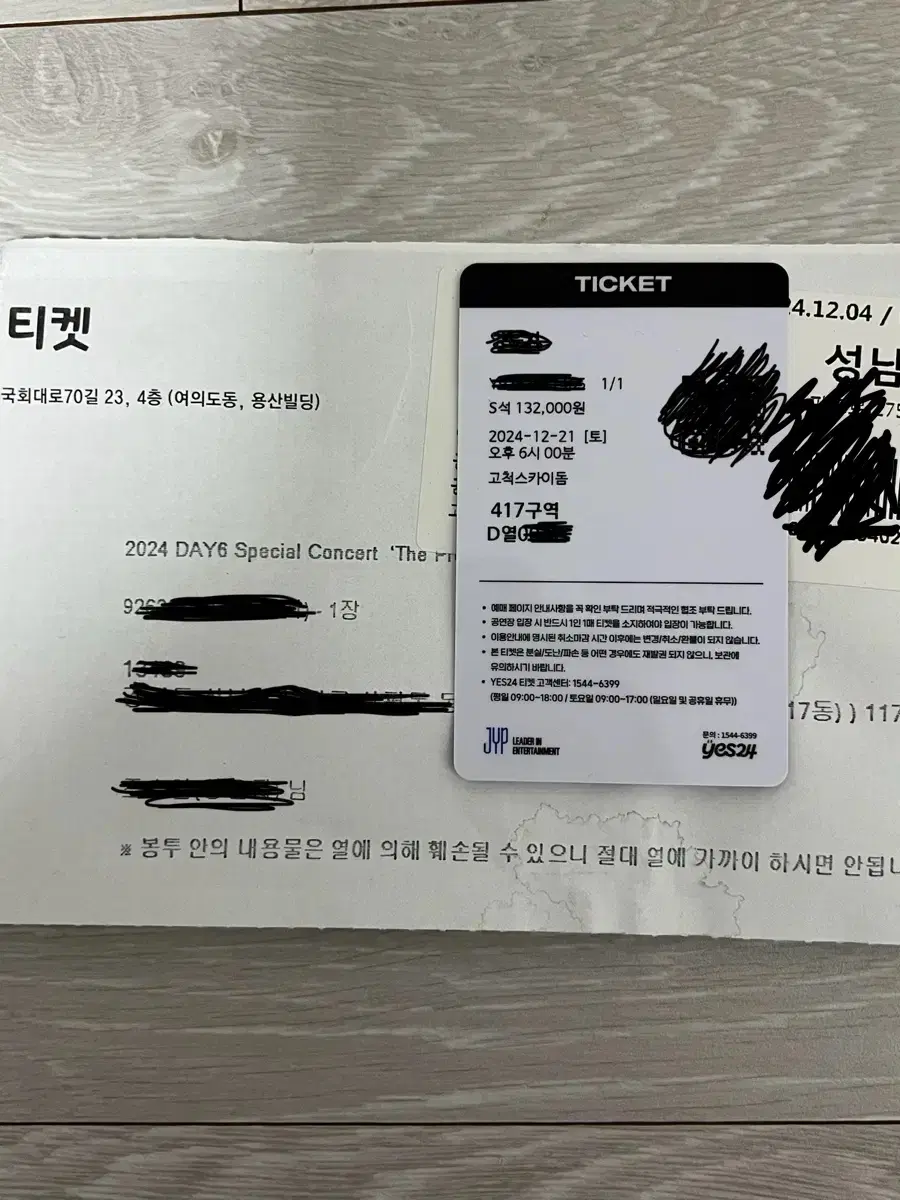 티켓
국회대로70길 23, 4층 (여의도동, 용산빌딩)
2024 DAY6 Special Concert 'The
1장
님
※ 봉투 안의 내용물은 열에 의해 훼손될 수 있으니 절대 열에 가까이 하시면 안됩니
TICKET
1/1
S석 132,000원
2024-12-21 [토]
오후 6시 00분
고척스카이돔
417구역
D열
• 예매 페이지 안내사항을 꼭 확인 부탁 드리며 적극적인 협조 부탁 드립니다.
• 공연장 입장 시 반드시 1인 1매 티켓을 소지하여야 입장이 가능합니다.
• 이용안내에 명시된 취소마감 시간 이후에는 변경/취소/환불이 되지 않습니다.
• 본 티켓은 분실/도난/파손 등 어떤 경우에도 재발권 되지 않으니, 보관에
유의하시기 바랍니다.
• YES24 티켓 고객센터: 1544-6399
(평일 09:00~18:00 / 토요일 09:00~17:00 (일요일 및 공휴일 휴무))
JYP LEADER IN
ENTERTAINMENT
문의 : 1544-6399
yes24
4.12.04 /
성남
17동) ) 117